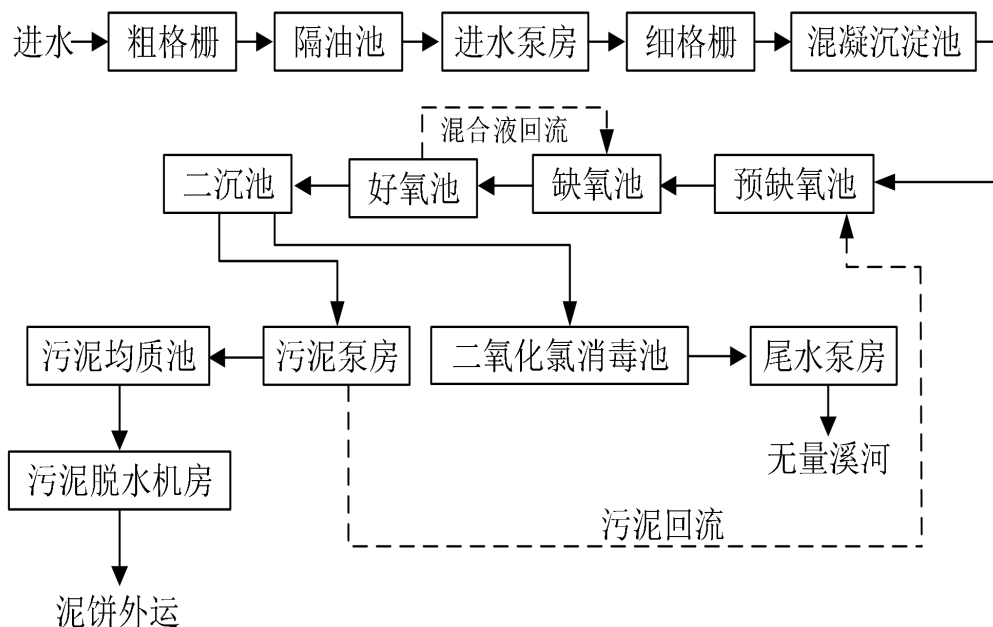 进水
粗格栅
隔油池
进水泵房
细格栅
混凝沉淀池
混合液回流
二沉池
好氧池
缺氧池
预缺氧池
污泥均质池
污泥泵房
二氧化氯消毒池
尾水泵房
无量溪河
污泥脱水机房
污泥回流
泥饼外运